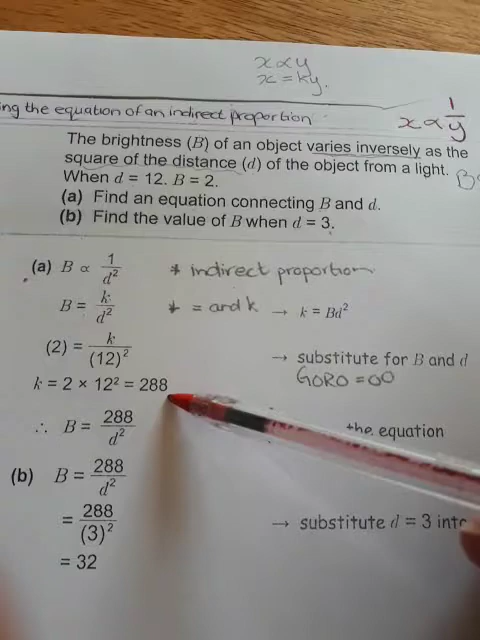 x ∝ y
x = ky.
ing the equation of an indirect proportion
x ∝ 1/y
The brightness (B) of an object varies inversely as the
square of the distance (d) of the object from a light.
When d = 12. B = 2.
(a) Find an equation connecting B and d.
(b) Find the value of B when d = 3.
(a) B ∝ 1/d² * indirect proportion
B = k/d² * = and k → k = Bd²
(2) = k/(12)² → substitute for B and d
k = 2 × 12² = 288
∴ B = 288/d² the equation
(b) B = 288/d²
= 288/(3)² → substitute d = 3 into
= 32